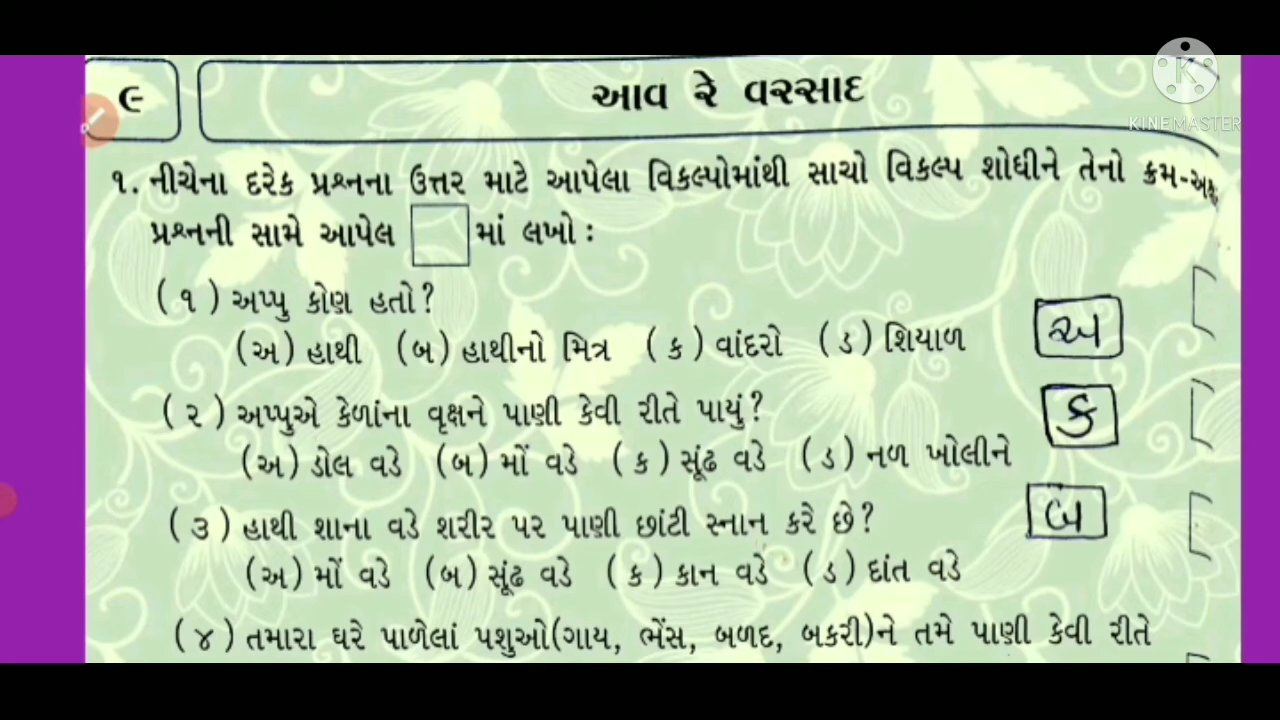 ૯
આવ રે વરસાદ
KINEMASTER
૧. નીચેના દરેક પ્રશ્નના ઉત્તર માટે આપેલા વિકલ્પોમાંથી સાચો વિકલ્પ શોધીને તેનો ક્રમ-અક્ષ
પ્રશ્નની સામે આપેલ માં લખો :
(૧) અપ્પુ કોણ હતો?
(અ) હાથી (બ) હાથીનો મિત્ર (ક) વાંદરો (ડ) શિયાળ અ
(૨) અપ્પુએ કેળાંના વૃક્ષને પાણી કેવી રીતે પાયું?
(અ) ડોલ વડે (બ) મોં વડે (ક) સૂંઢ વડે (ડ) નળ ખોલીને ક
(૩) હાથી શાના વડે શરીર પર પાણી છાંટી સ્નાન કરે છે? બ
(અ) મોં વડે (બ) સૂંઢ વડે (ક) કાન વડે (ડ) દાંત વડે
(૪) તમારા ઘરે પાળેલાં પશુઓ(ગાય, ભેંસ, બળદ, બકરી)ને તમે પાણી કેવી રીતે